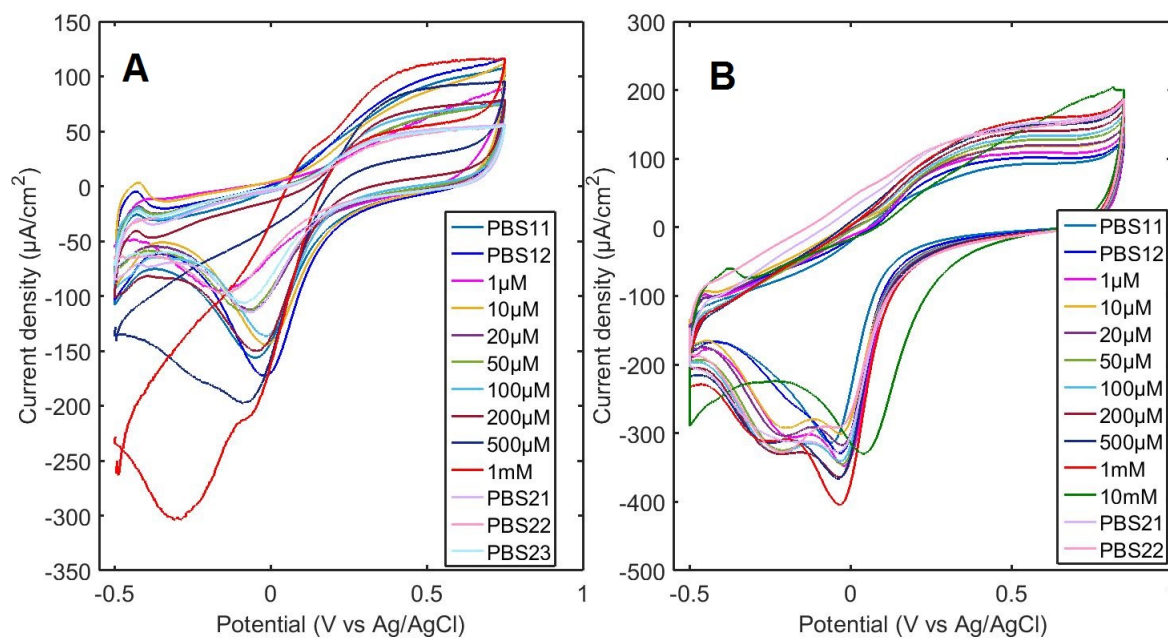 A
150
100
50
0
-50
-100
-150
-200
-250
-300
-350
-0.5
0
0.5
1
Current density (µA/cm²)
Potential (V vs Ag/AgCl)
PBS11
PBS12
1µM
10µM
20µM
50µM
100µM
200µM
500µM
1mM
PBS21
PBS22
PBS23
B
300
200
100
0
-100
-200
-300
-400
-500
-0.5
0
0.5
Current density (µA/cm²)
Potential (V vs Ag/AgCl)
PBS11
PBS12
1µM
10µM
20µM
50µM
100µM
200µM
500µM
1mM
10mM
PBS21
PBS22